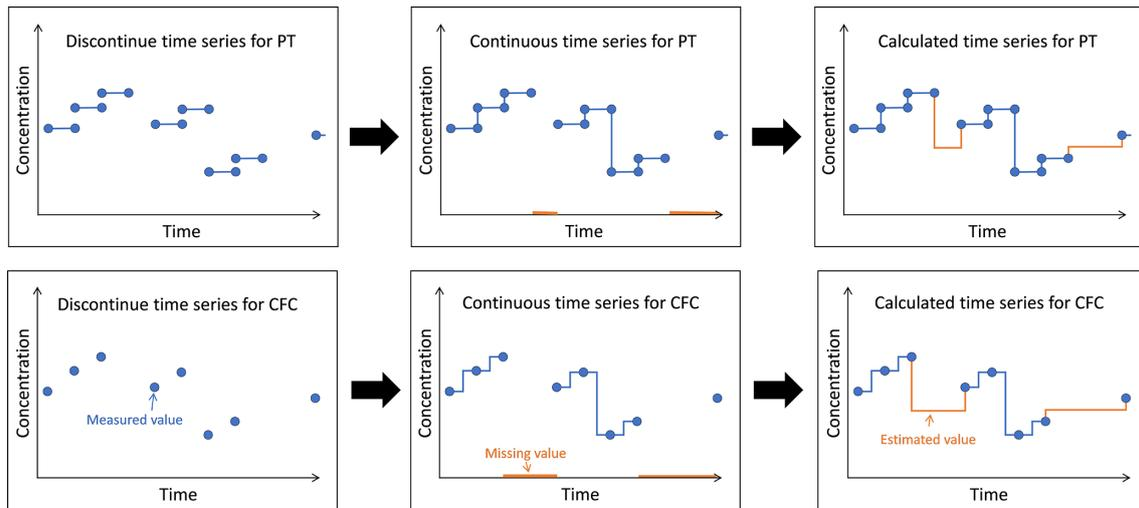 Discontinue time series for PT
Concentration
Time
Continuous time series for PT
Concentration
Time
Calculated time series for PT
Concentration
Time
Discontinue time series for CFC
Concentration
Measured value
Time
Continuous time series for CFC
Concentration
Missing value
Time
Calculated time series for CFC
Concentration
Estimated value
Time